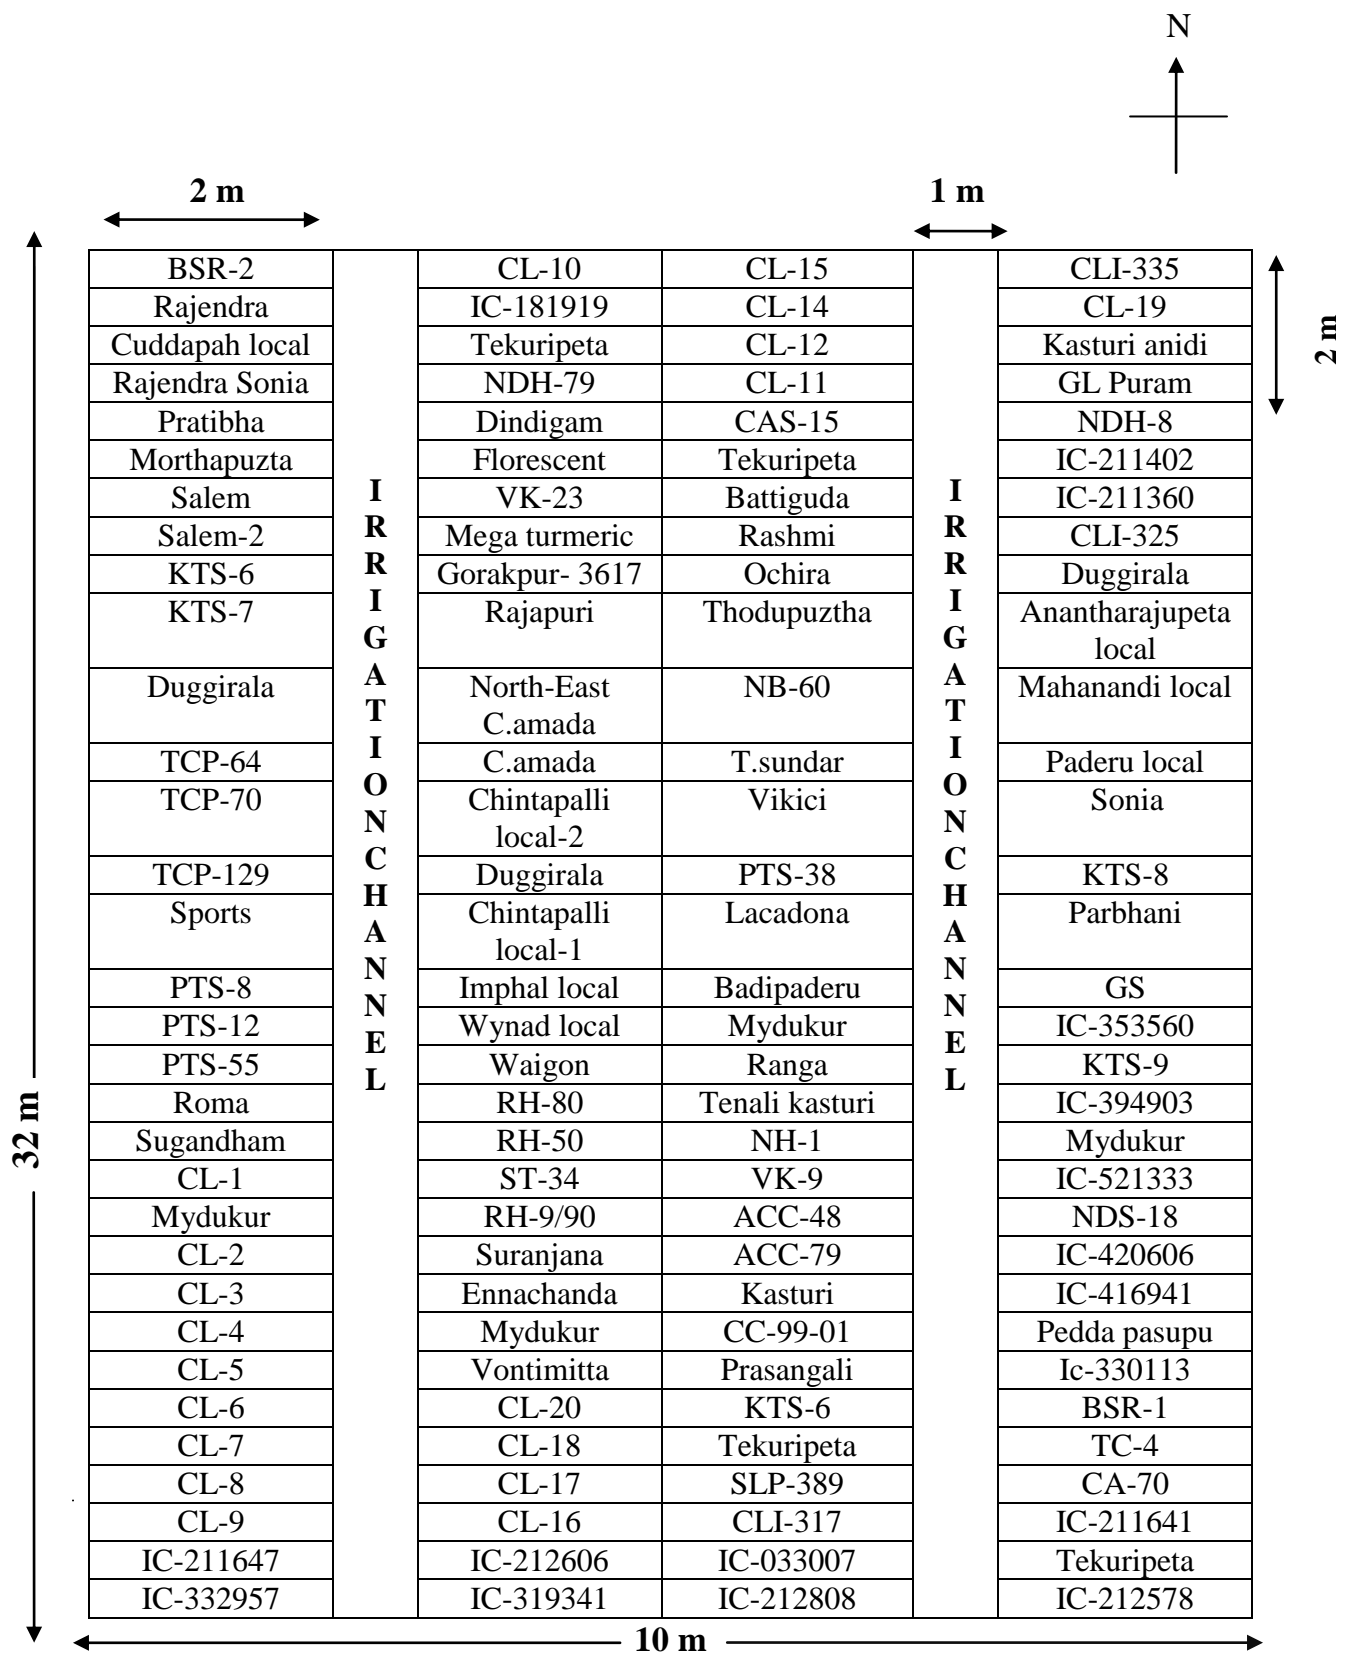 N
2 m
1 m
BSR-2 CL-10 CL-15 CLI-335
Rajendra IC-181919 CL-14 CL-19
Cuddapah local Tekuripeta CL-12 Kasturi anidi
Rajendra Sonia NDH-79 CL-11 GL Puram
2 m
Pratibha Dindigam CAS-15 NDH-8
Morthapuzta Florescent Tekuripeta IC-211402
Salem VK-23 Battiguda IC-211360
Salem-2 Mega turmeric Rashmi CLI-325
KTS-6 Gorakpur- 3617 Ochira Duggirala
KTS-7 Rajapuri Thodupuztha Anantharajupeta
local
Duggirala North-East NB-60 Mahanandi local
C.amada
TCP-64 C.amada T.sundar Paderu local
TCP-70 Chintapalli Vikici Sonia
local-2
TCP-129 Duggirala PTS-38 KTS-8
Sports Chintapalli Lacadona Parbhani
local-1
PTS-8 Imphal local Badipaderu GS
PTS-12 Wynad local Mydukur IC-353560
PTS-55 Waigon Ranga KTS-9
Roma RH-80 Tenali kasturi IC-394903
Sugandham RH-50 NH-1 Mydukur
CL-1 ST-34 VK-9 IC-521333
Mydukur RH-9/90 ACC-48 NDS-18
CL-2 Suranjana ACC-79 IC-420606
CL-3 Ennachanda Kasturi IC-416941
CL-4 Mydukur CC-99-01 Pedda pasupu
CL-5 Vontimitta Prasangali Ic-330113
CL-6 CL-20 KTS-6 BSR-1
CL-7 CL-18 Tekuripeta TC-4
CL-8 CL-17 SLP-389 CA-70
CL-9 CL-16 CLI-317 IC-211641
IC-211647 IC-212606 IC-033007 Tekuripeta
IC-332957 IC-319341 IC-212808 IC-212578
IRRIGATIONCHANNEL
IRRIGATIONCHANNEL
32 m
10 m